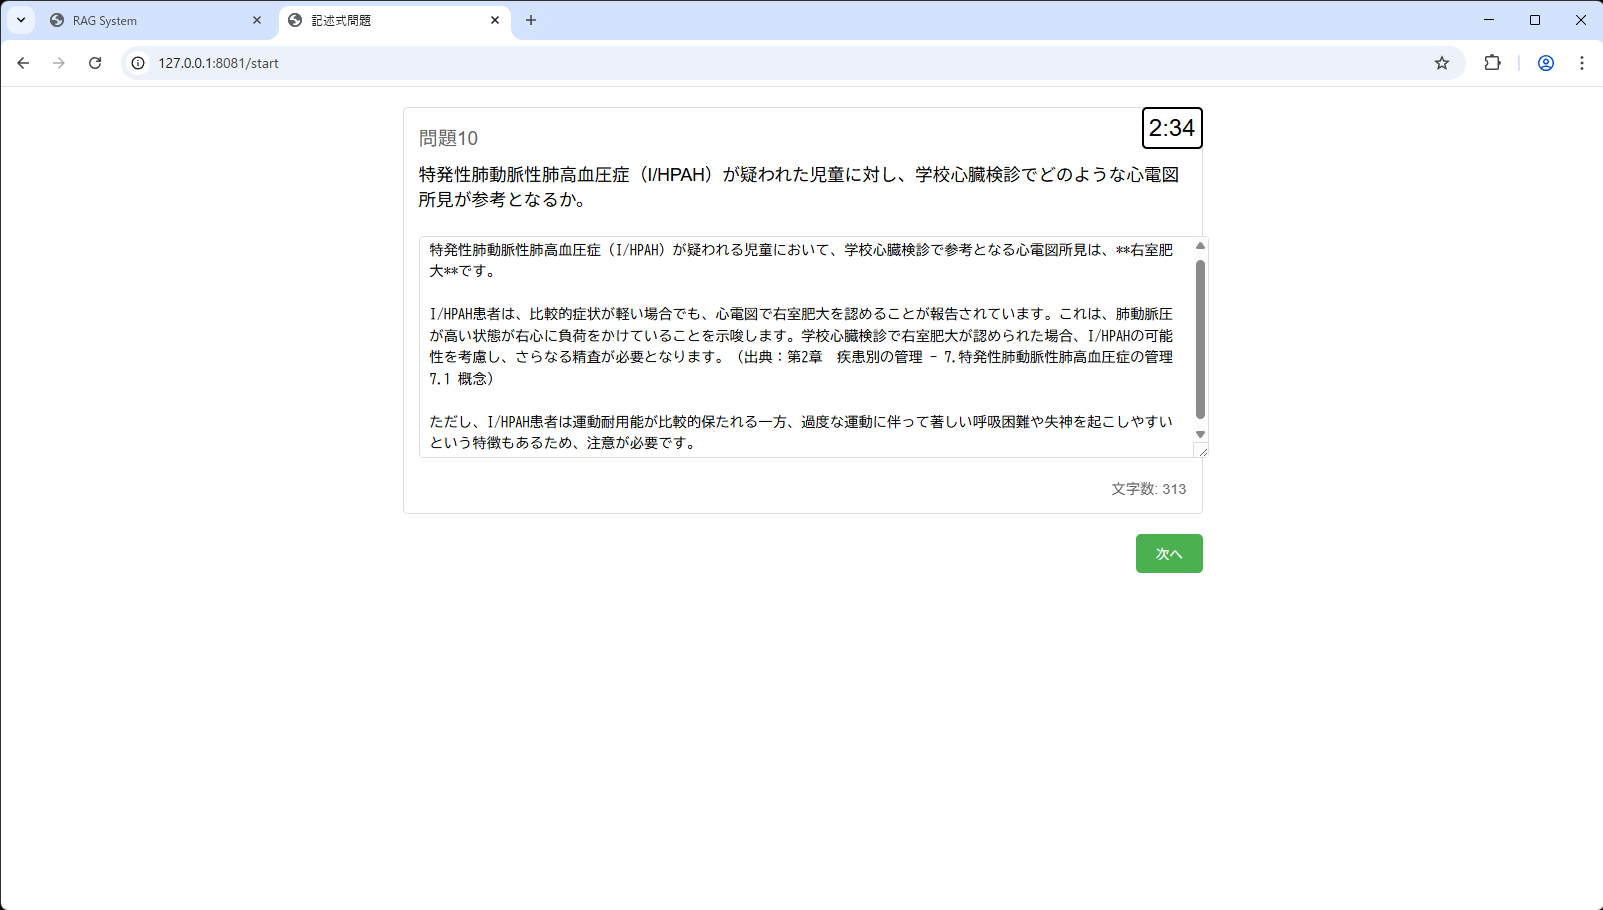 RAG System
記述式問題
127.0.0.1:8081/start
2:34
問題10
特発性肺動脈性肺高血圧症（I/HPAH）が疑われた児童に対し、学校心臓検診でどのような心電図
所見が参考となるか。
特発性肺動脈性肺高血圧症（I/HPAH）が疑われる児童において、学校心臓検診で参考となる心電図所見は、**右室肥
大**です。
I/HPAH患者は、比較的症状が軽い場合でも、心電図で右室肥大を認めることが報告されています。これは、肺動脈圧
が高い状態が右心に負荷をかけていることを示唆します。学校心臓検診で右室肥大が認められた場合、I/HPAHの可能
性を考慮し、さらなる精査が必要となります。（出典：第2章　疾患別の管理 - 7.特発性肺動脈性肺高血圧症の管理
7.1 概念）
ただし、I/HPAH患者は運動耐用能が比較的保たれる一方、過度な運動に伴って著しい呼吸困難や失神を起こしやすい
という特徴もあるため、注意が必要です。
文字数: 313
次へ